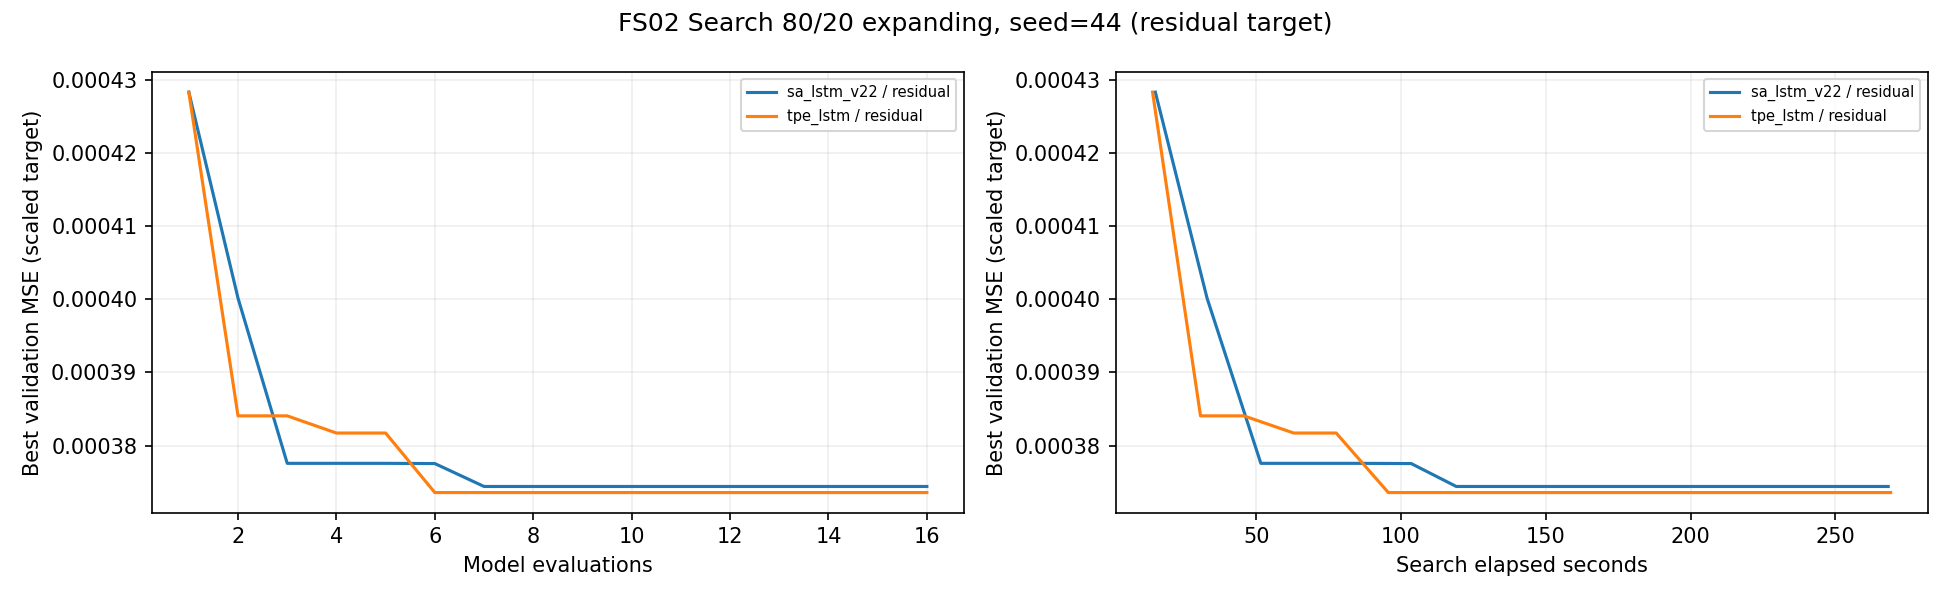 FS02 Search 80/20 expanding, seed=44 (residual target)
Best validation MSE (scaled target)
0.00043
0.00042
0.00041
0.00040
0.00039
0.00038
sa_lstm_v22 / residual
tpe_lstm / residual
2 4 6 8 10 12 14 16
Model evaluations
Best validation MSE (scaled target)
0.00043
0.00042
0.00041
0.00040
0.00039
0.00038
sa_lstm_v22 / residual
tpe_lstm / residual
50 100 150 200 250
Search elapsed seconds